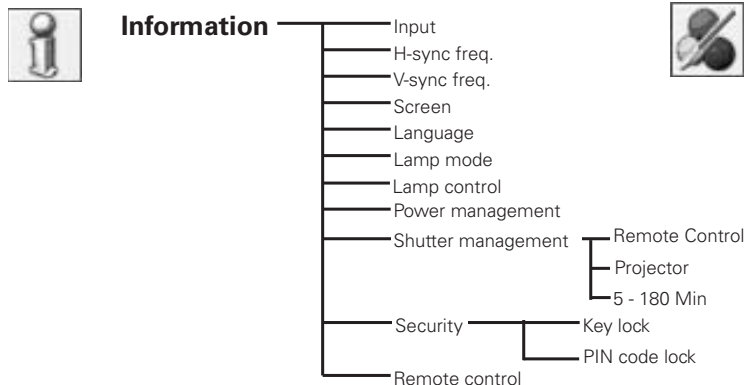 Information
Input
H-sync freq.
V-sync freq.
Screen
Language
Lamp mode
Lamp control
Power management
Shutter management
Remote Control
Projector
5 - 180 Min
Security
Key lock
PIN code lock
Remote control